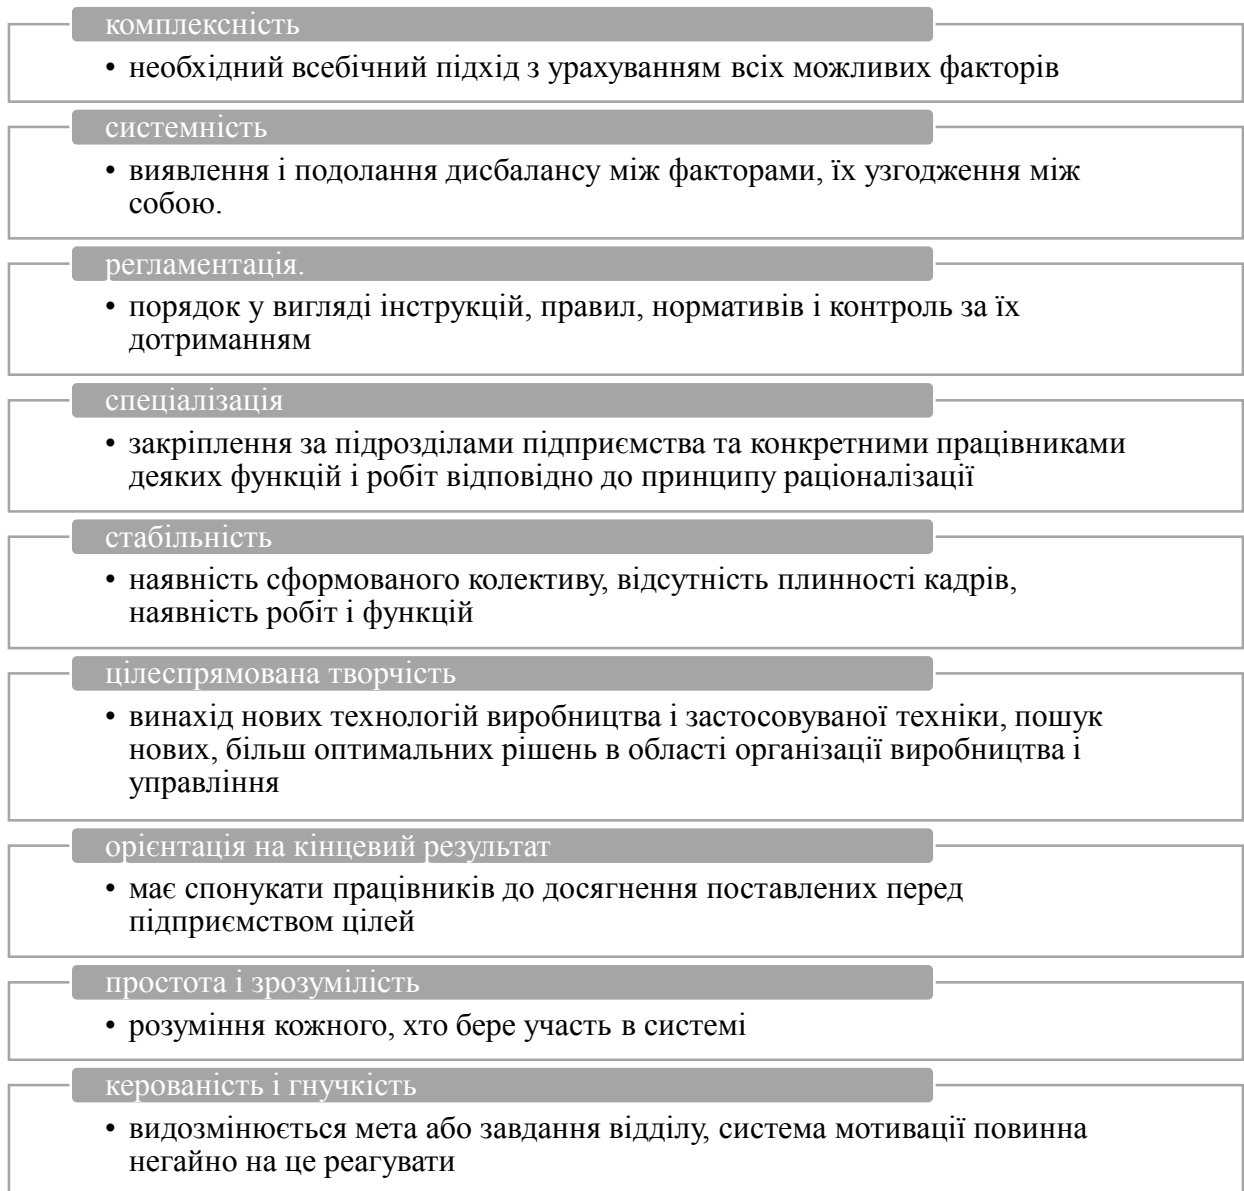 комплексність
• необхідний всебічний підхід з урахуванням всіх можливих факторів
системність
• виявлення і подолання дисбалансу між факторами, їх узгодження між
собою.
регламентація.
• порядок у вигляді інструкцій, правил, нормативів і контроль за їх
дотриманням
спеціалізація
• закріплення за підрозділами підприємства та конкретними працівниками
деяких функцій і робіт відповідно до принципу раціоналізації
стабільність
• наявність сформованого колективу, відсутність плинності кадрів,
наявність робіт і функцій
цілеспрямована творчість
• винахід нових технологій виробництва і застосовуваної техніки, пошук
нових, більш оптимальних рішень в області організації виробництва і
управління
орієнтація на кінцевий результат
• має спонукати працівників до досягнення поставлених перед
підприємством цілей
простота і зрозумілість
• розуміння кожного, хто бере участь в системі
керованість і гнучкість
• видозмінюється мета або завдання відділу, система мотивації повинна
негайно на це реагувати